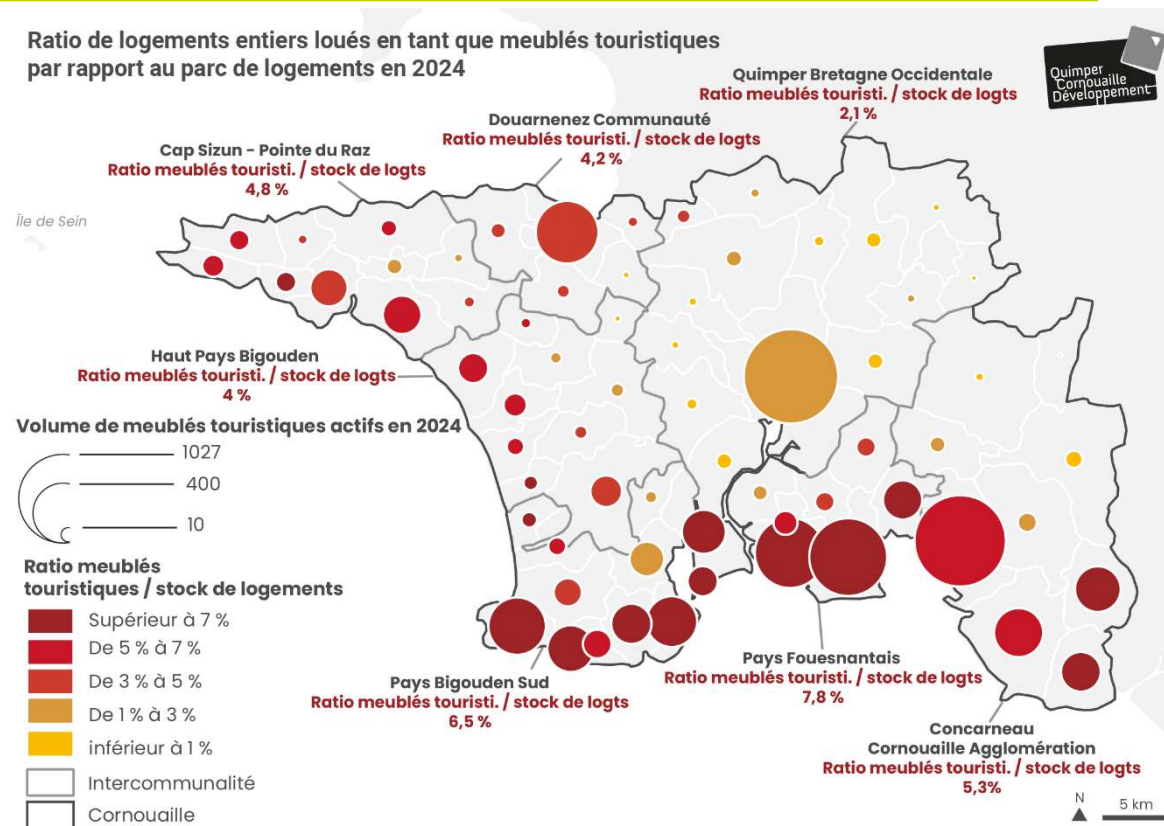 Ratio de logements entiers loués en tant que meublés touristiques
par rapport au parc de logements en 2024
Quimper
Cornouaille
Développement
Quimper Bretagne Occidentale
Ratio meublés touristi. / stock de logts
2,1 %
Douarnenez Communauté
Ratio meublés touristi. / stock de logts
4,2 %
Cap Sizun - Pointe du Raz
Ratio meublés touristi. / stock de logts
4,8 %
Île de Sein
Haut Pays Bigouden
Ratio meublés touristi. / stock de logts
4 %
Volume de meublés touristiques actifs en 2024
1027
400
10
Ratio meublés
touristiques / stock de logements
Supérieur à 7 %
De 5 % à 7 %
De 3 % à 5 %
De 1 % à 3 %
inférieur à 1 %
Intercommunalité
Cornouaille
Pays Bigouden Sud
Ratio meublés touristi. / stock de logts
6,5 %
Pays Fouesnantais
Ratio meublés touristi. / stock de logts
7,8 %
Concarneau
Cornouaille Agglomération
Ratio meublés touristi. / stock de logts
5,3%
N
5 km